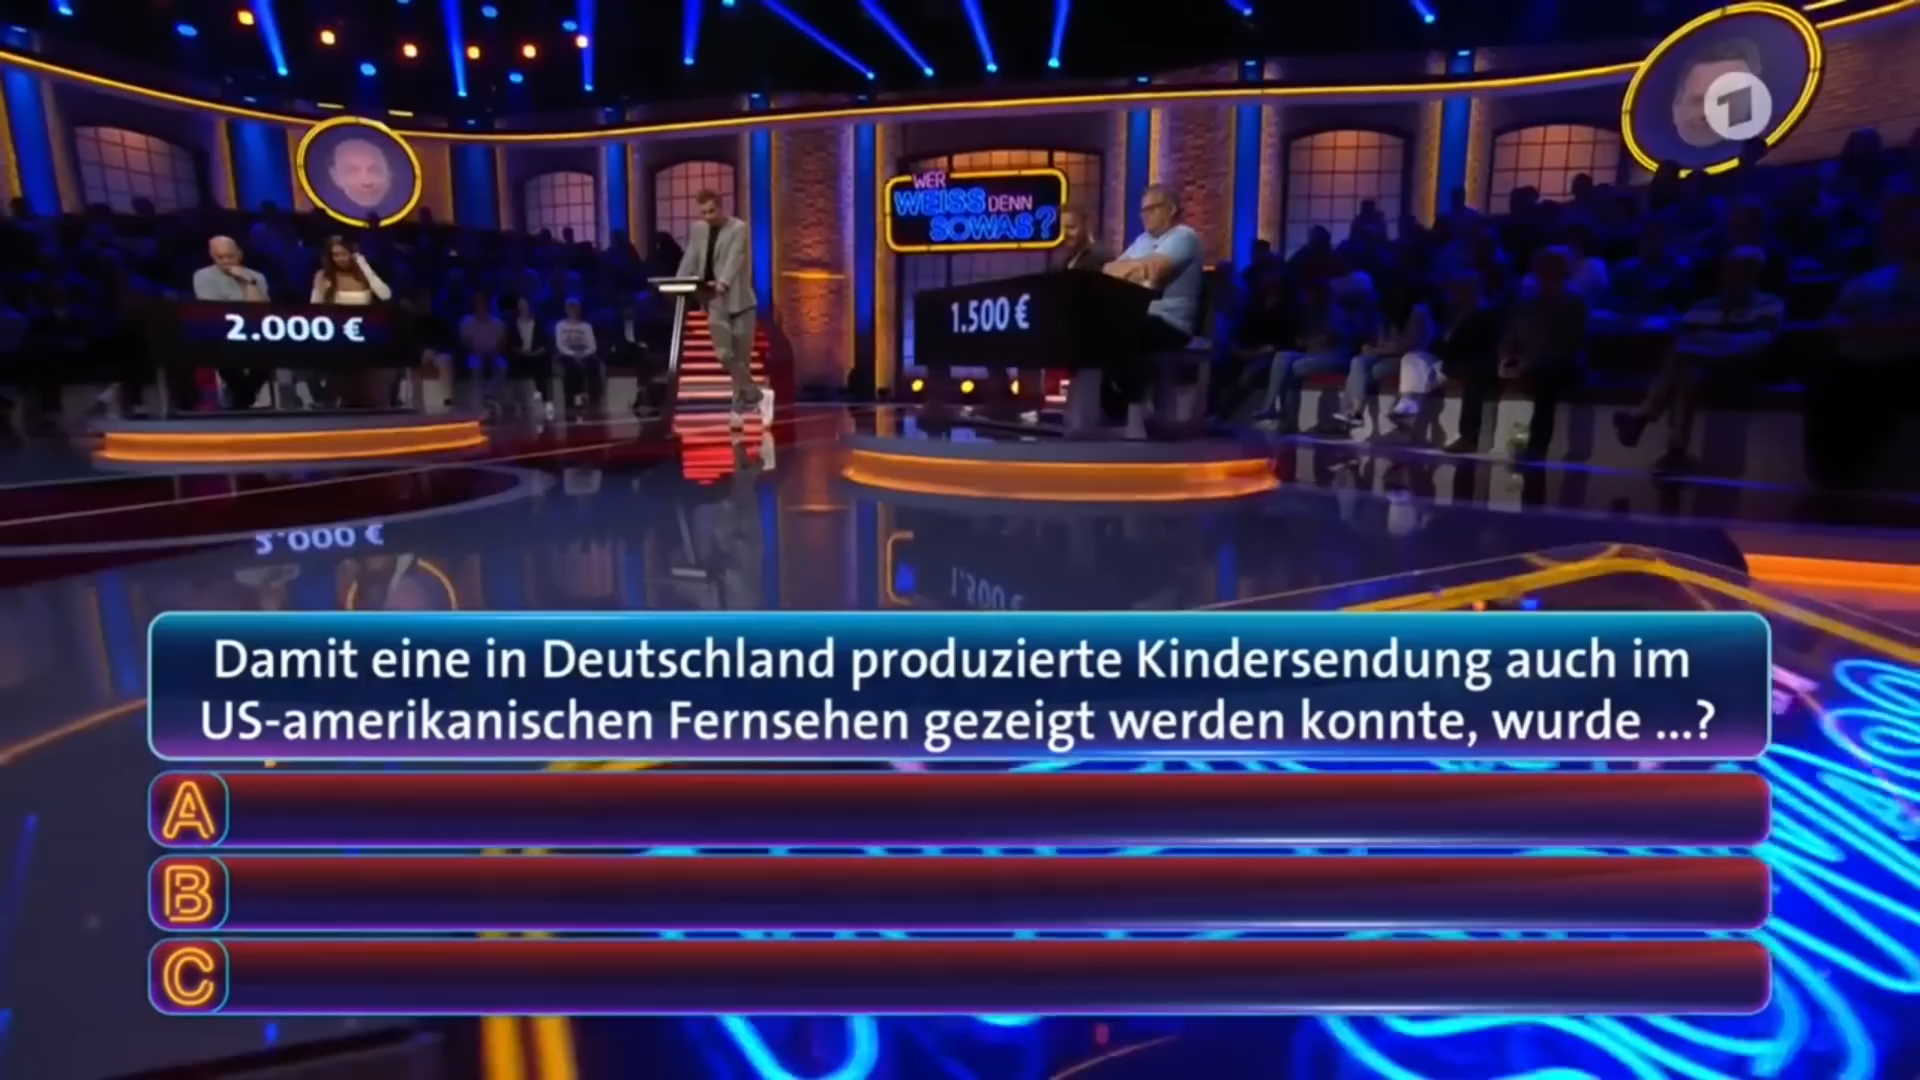 WER
WEISS DENN
SOWAS?
2.000 €
1.500 €
Damit eine in Deutschland produzierte Kindersendung auch im
US-amerikanischen Fernsehen gezeigt werden konnte, wurde ...?
A
B
C